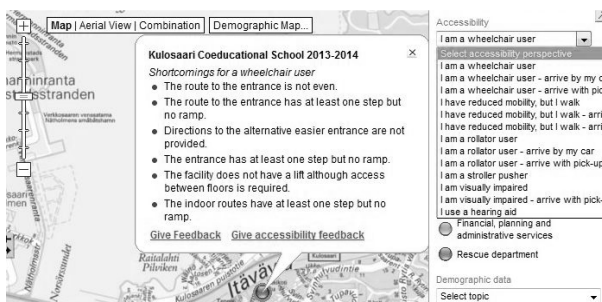 Map | Aerial View | Combination
Demographic Map...
Kulosaari Coeducational School 2013-2014
Shortcomings for a wheelchair user
The route to the entrance is not even.
The route to the entrance has at least one step but
no ramp.
Directions to the alternative easier entrance are not
provided.
The entrance has at least one step but no ramp.
The facility does not have a lift although access
between floors is required.
The indoor routes have at least one step but no
ramp.
Give Feedback Give accessibility feedback
Accessibility
I am a wheelchair user
Select accessibility perspective
I am a wheelchair user
I am a wheelchair user - arrive by my c
I am a wheelchair user - arrive with pic
I have reduced mobility, but I walk
I have reduced mobility, but I walk - arri
I have reduced mobility, but I walk - arri
I am a rollator user
I am a rollator user - arrive by my car
I am a rollator user - arrive with pick-up
I am a stroller pusher
I am visually impaired
I am visually impaired - arrive with pick-
I use a hearing aid
Financial, planning and
administrative services
Rescue department
Demographic data
Select topic
Raitalahti
Pilviken
Kulosaaren puistotie
Itäväylä
Kulosaari